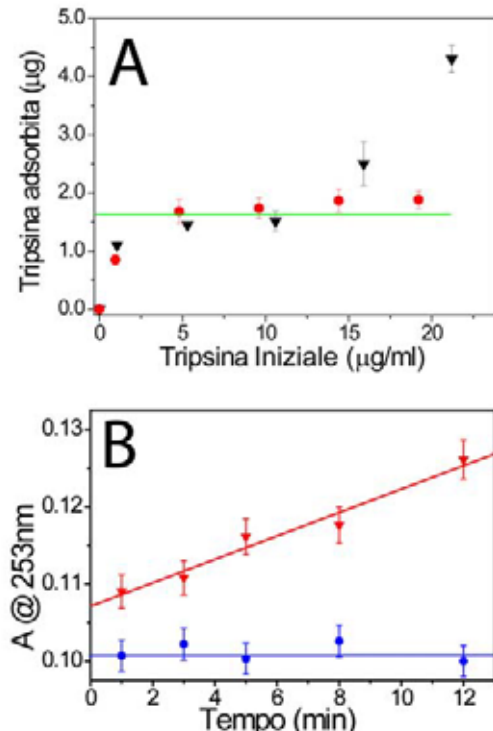 A
Tripsina adsorbita (µg)
5.0
4.0
3.0
2.0
1.0
0.0
0 5 10 15 20
Tripsina Iniziale (µg/ml)
B
A @ 253nm
0.13
0.12
0.11
0.10
0 2 4 6 8 10 12
Tempo (min)